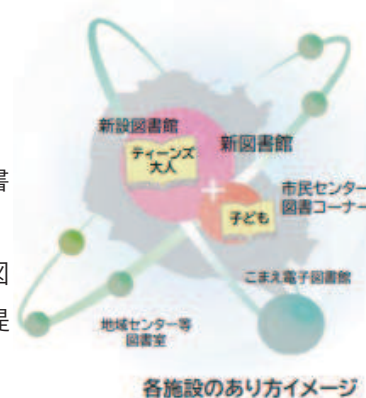 新設図書館
ティーンズ
大人
新図書館
子ども
市民センター
図書コーナー
こまえ電子図書館
地域センター等
図書室
書
図
是
各施設のあり方イメージ